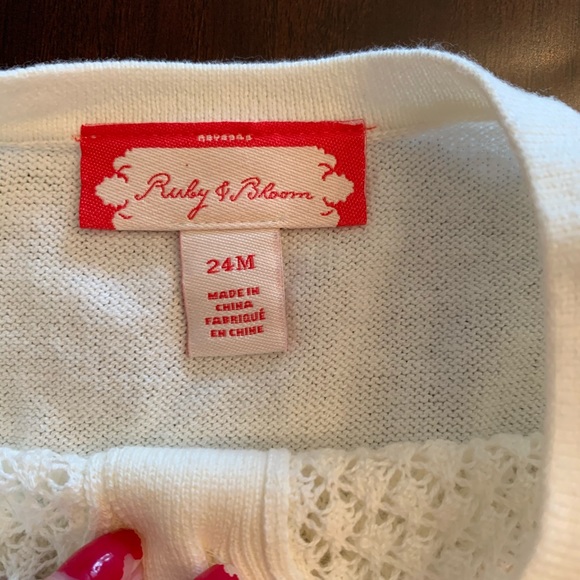 Ruby & Bloom
24M
MADE IN
CHINA
FABRIQUÉ
EN CHINE